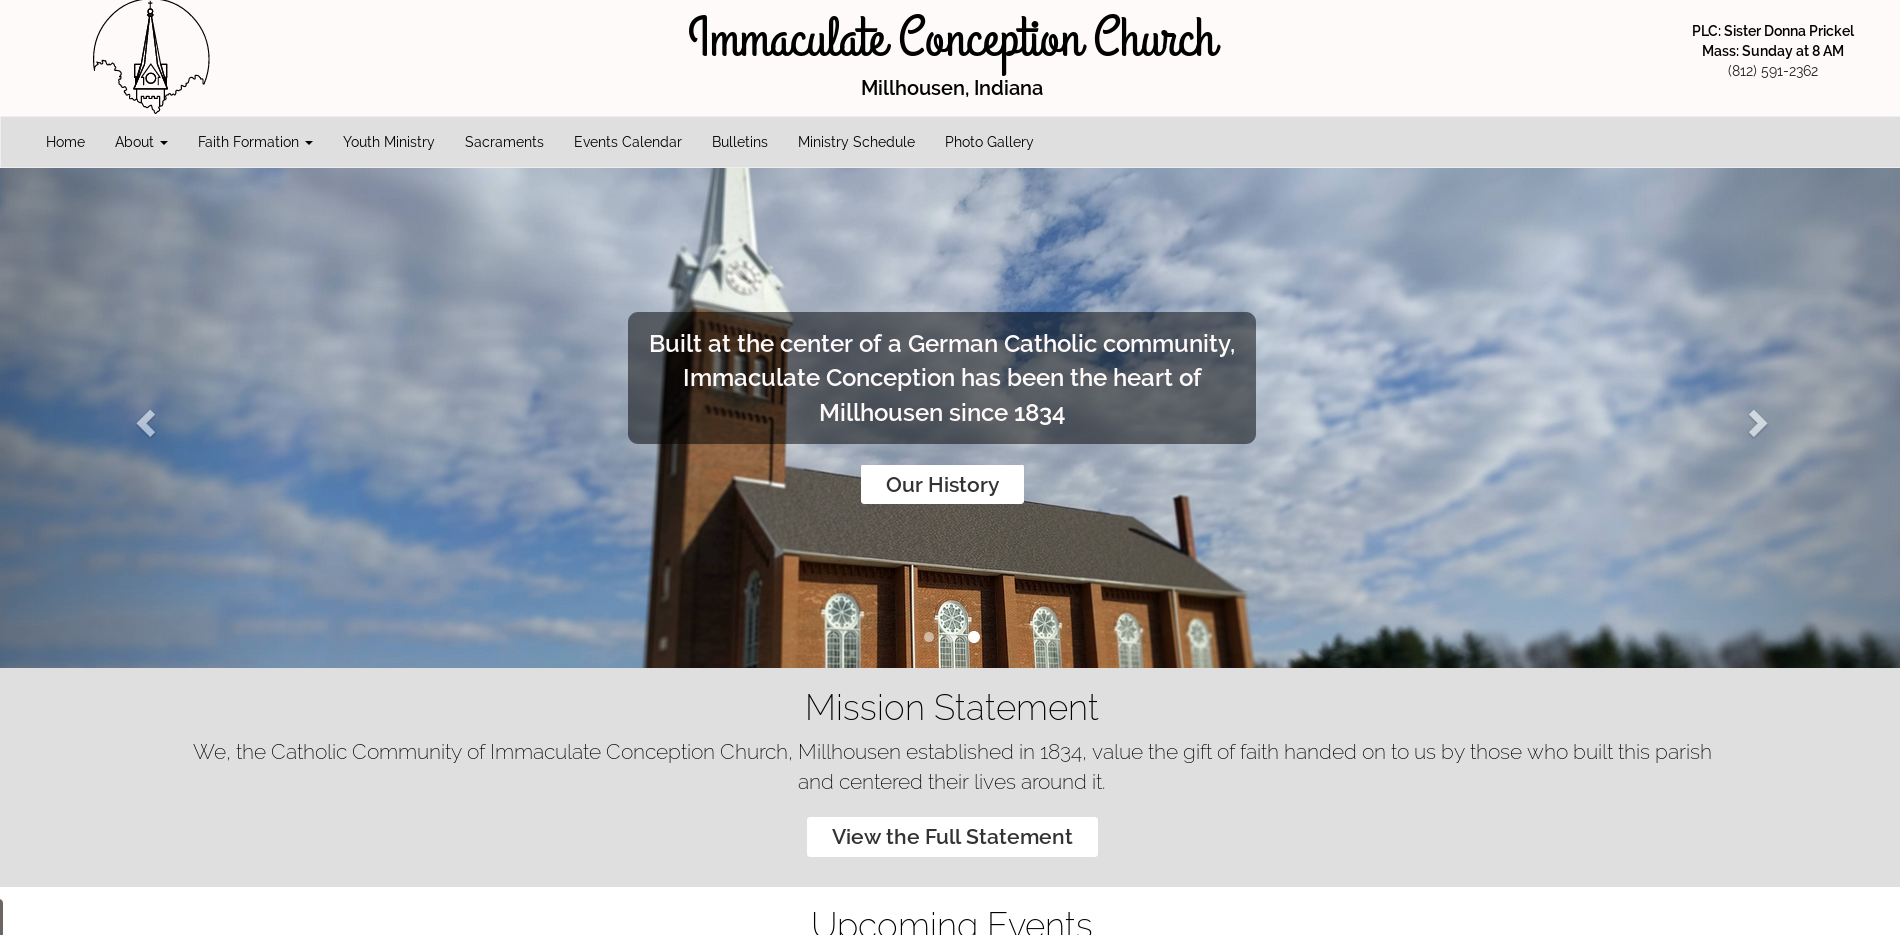 Immaculate Conception Church
Millhousen, Indiana
PLC: Sister Donna Prickel
Mass: Sunday at 8 AM
(812) 591-2362
Home About Faith Formation Youth Ministry Sacraments Events Calendar Bulletins Ministry Schedule Photo Gallery
Built at the center of a German Catholic community,
Immaculate Conception has been the heart of
Millhousen since 1834
Our History
Mission Statement
We, the Catholic Community of Immaculate Conception Church, Millhousen established in 1834, value the gift of faith handed on to us by those who built this parish
and centered their lives around it.
View the Full Statement
Upcoming Events